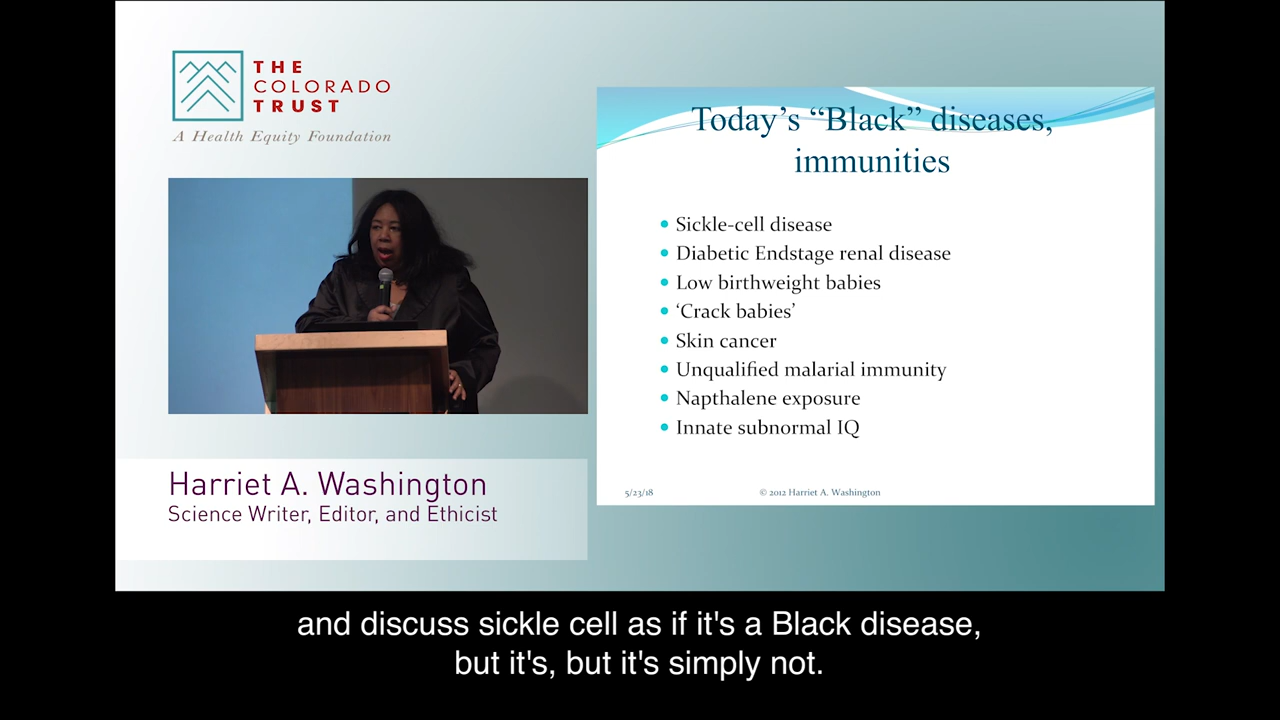 THE
COLORADO
TRUST
A Health Equity Foundation
Today's “Black” diseases,
immunities
Sickle-cell disease
Diabetic Endstage renal disease
Low birthweight babies
‘Crack babies’
Skin cancer
Unqualified malarial immunity
Napthalene exposure
Innate subnormal IQ
5/23/18
© 2012 Harriet A. Washington
Harriet A. Washington
Science Writer, Editor, and Ethicist
and discuss sickle cell as if it's a Black disease,
but it's, but it's simply not.